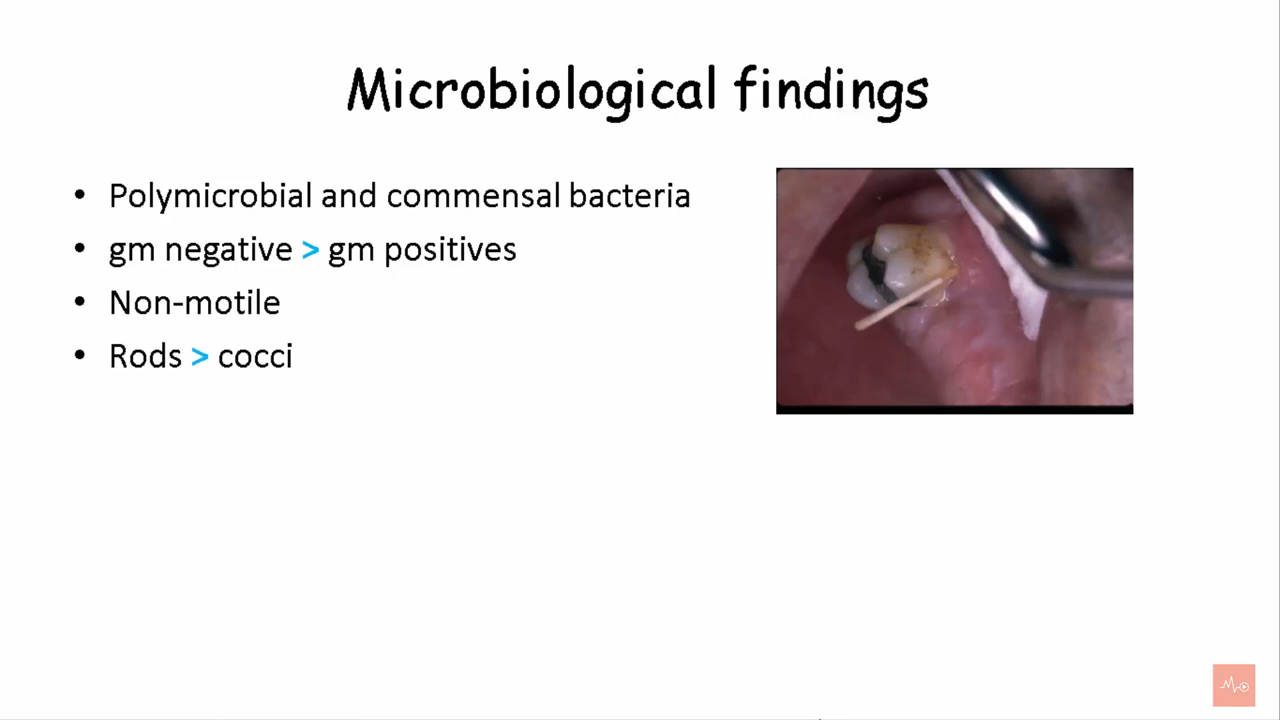 Microbiological findings
• Polymicrobial and commensal bacteria
• gm negative > gm positives
• Non-motile
• Rods > cocci